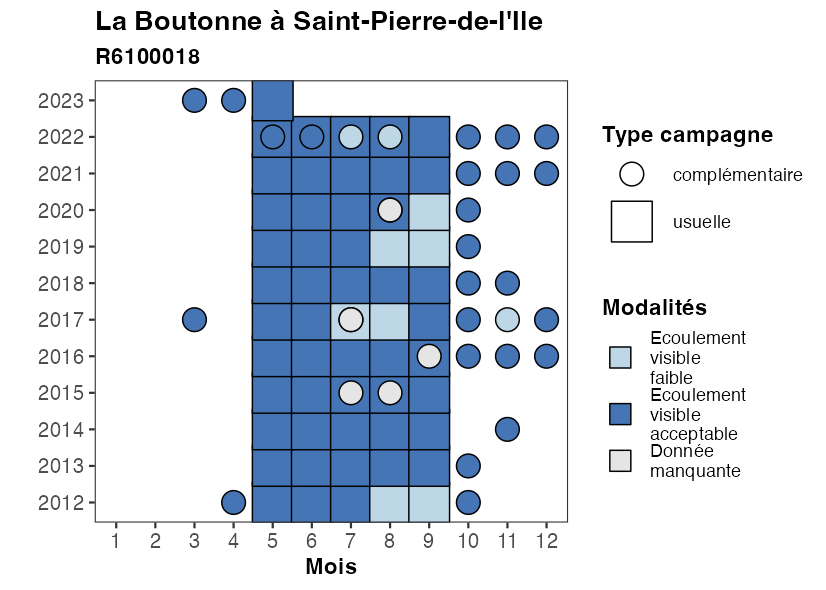 La Boutonne à Saint-Pierre-de-l'Ile
R6100018
2023
2022
2021
2020
2019
2018
2017
2016
2015
2014
2013
2012
1 2 3 4 5 6 7 8 9 10 11 12
Mois
Type campagne
complémentaire
usuelle
Modalités
Ecoulement
visible
faible
Ecoulement
visible
acceptable
Donnée
manquante